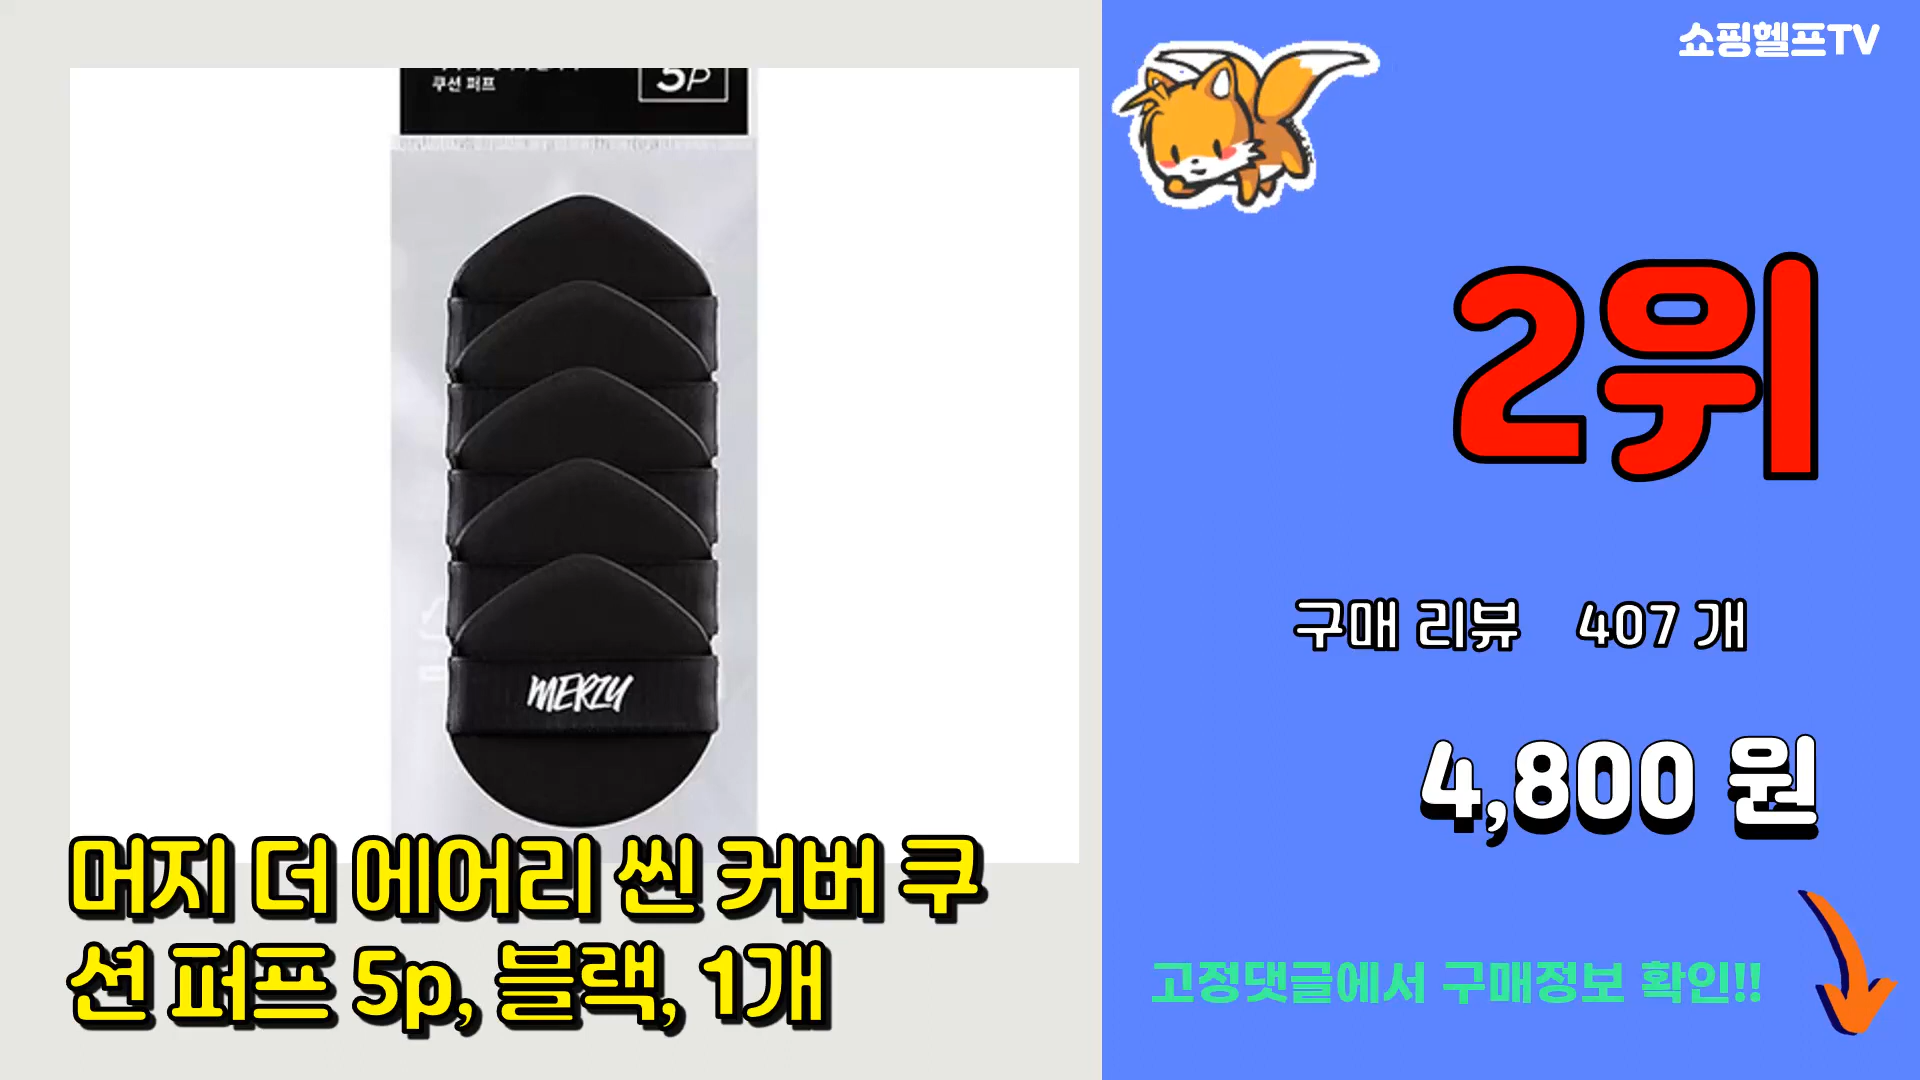 쇼핑헬프TV
쿠션 퍼프
5P
2위
MERZY
구매 리뷰 407 개
4,800 원
머지 더 에어리 씬 커버 쿠
션 퍼프 5p, 블랙, 1개
고정댓글에서 구매정보 확인!!